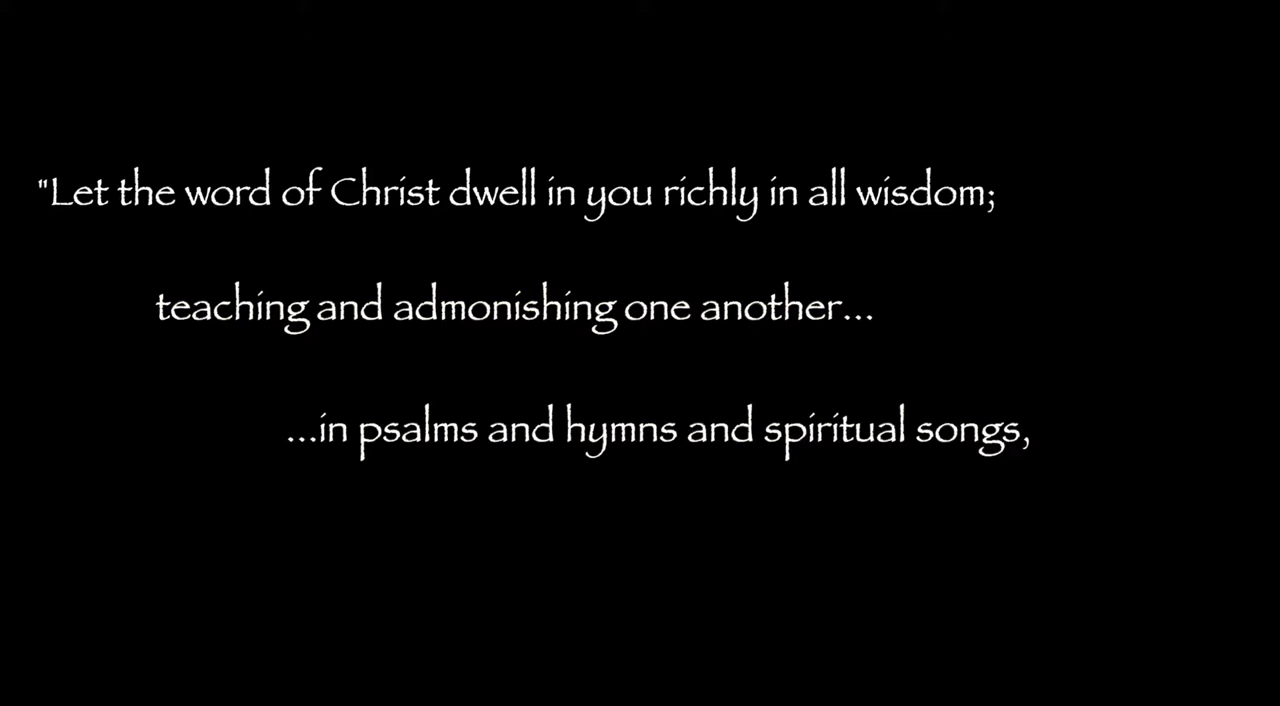 "Let the word of Christ dwell in you richly in all wisdom;
teaching and admonishing one another...
...in psalms and hymns and spiritual songs,